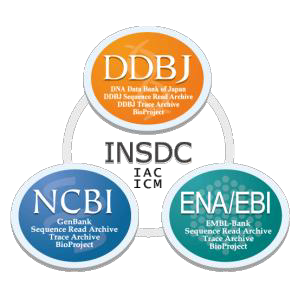 DDBJ
DNA Data Bank of Japan
DDBJ Sequence Read Archive
DDBJ Trace Archive
BioProject
INSDC
IAC
ICM
NCBI
GenBank
Sequence Read Archive
Trace Archive
BioProject
ENA/EBI
EMBL-Bank
Sequence Read Archive
Trace Archive
BioProject